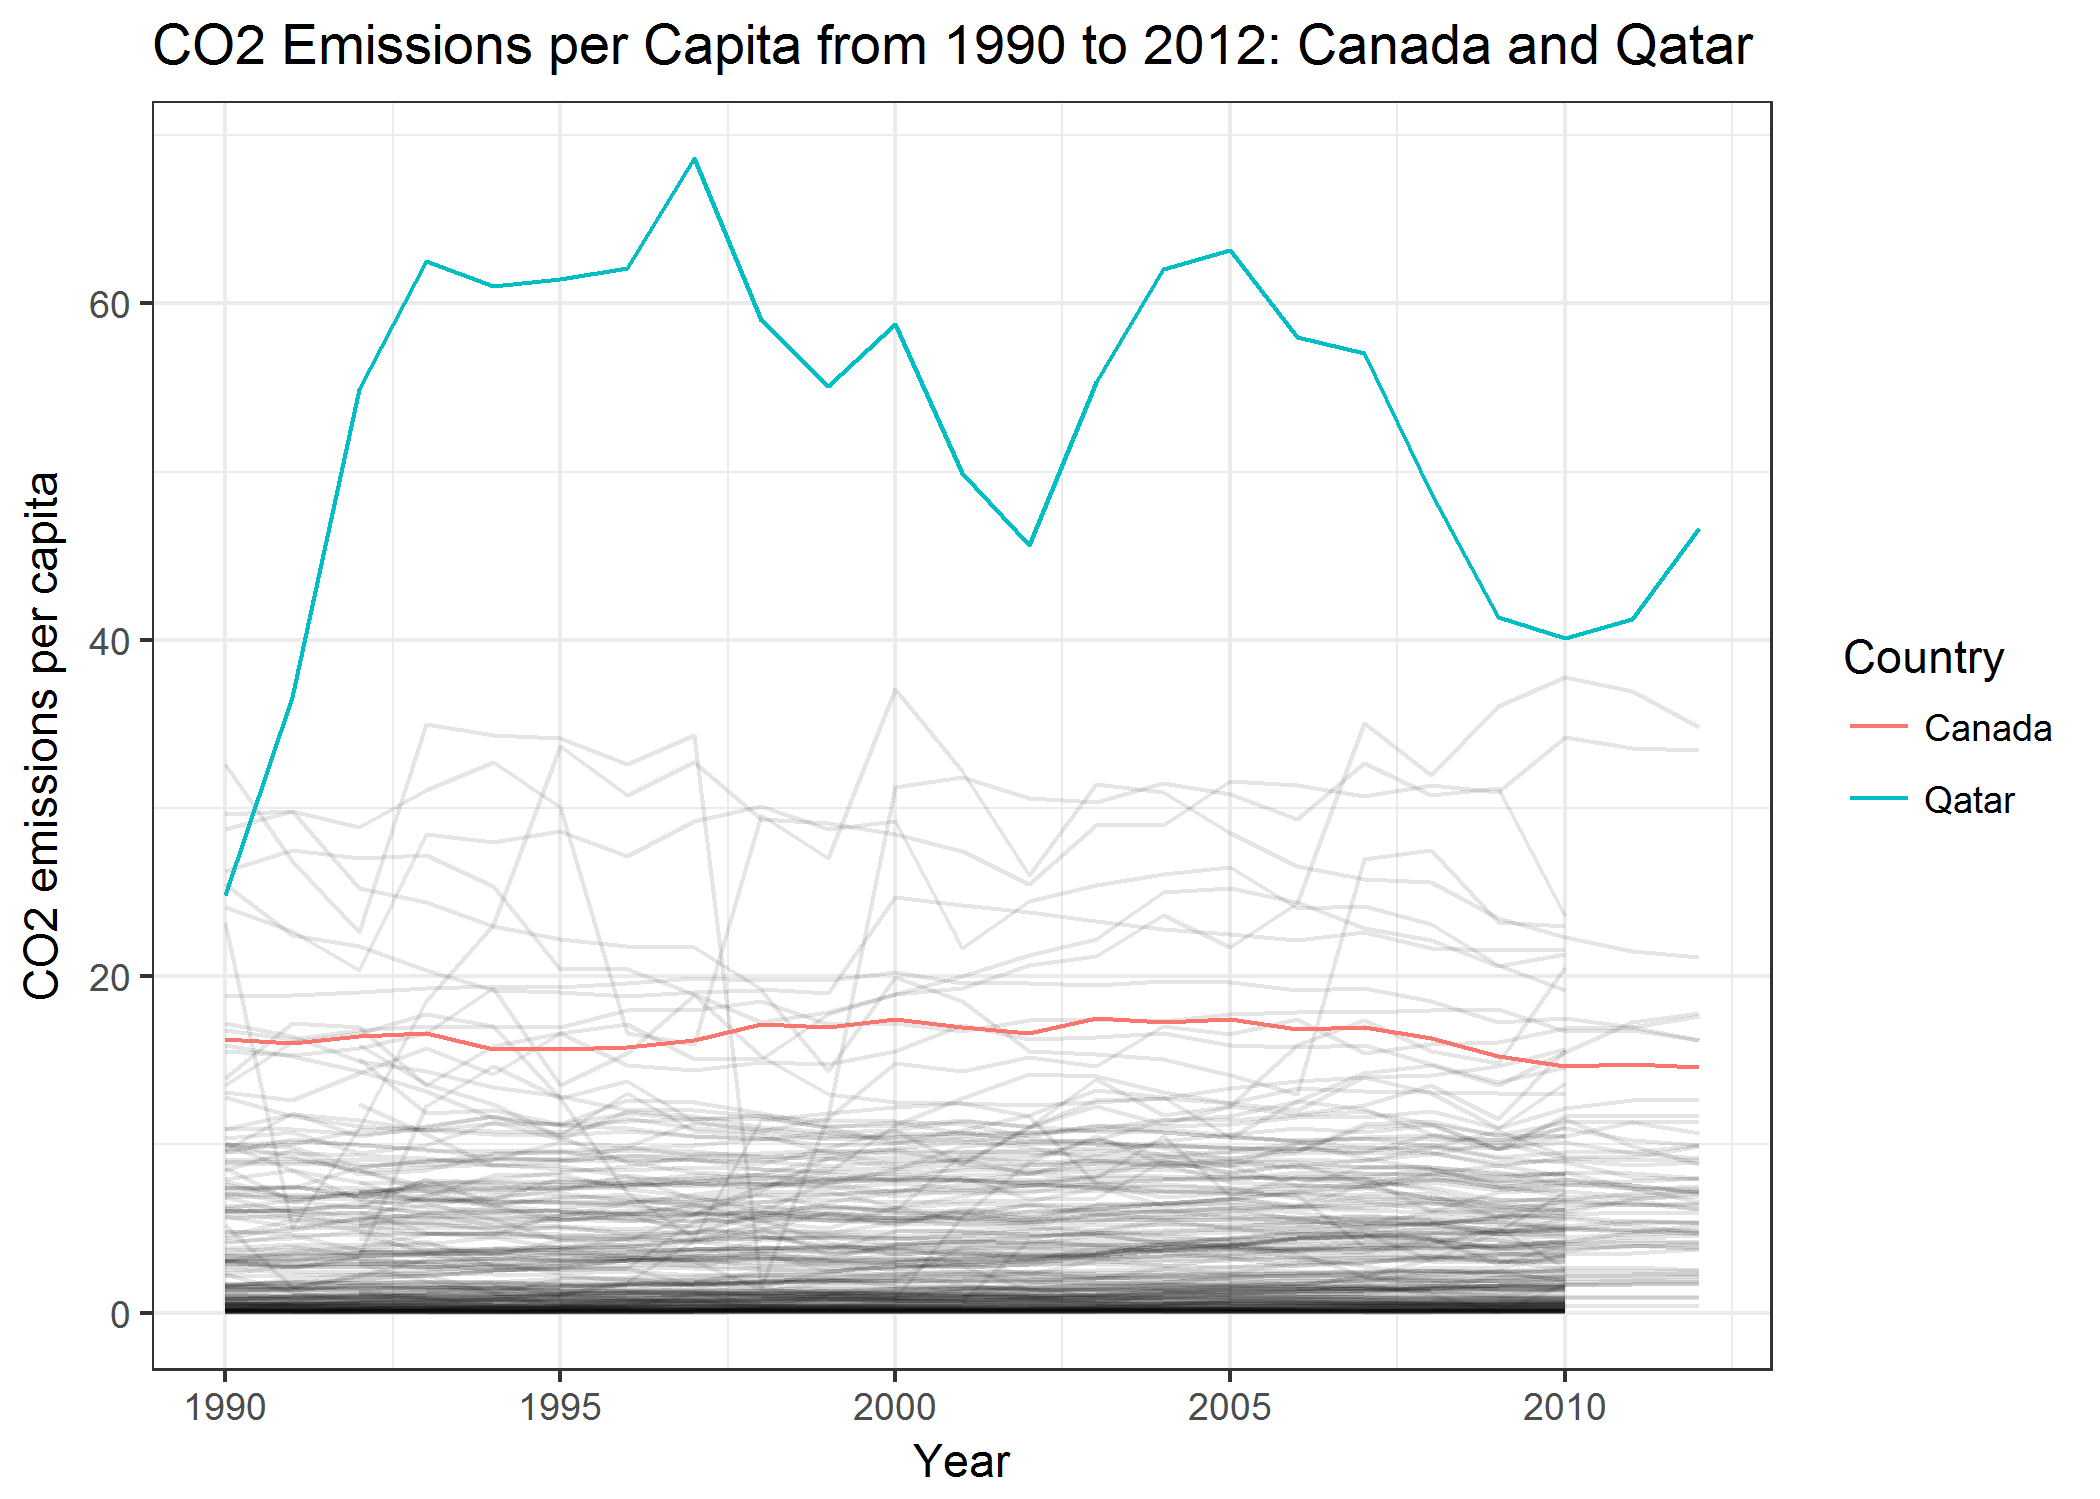 CO2 Emissions per Capita from 1990 to 2012: Canada and Qatar
CO2 emissions per capita
60
40
20
0
1990 1995 2000 2005 2010
Year
Country
Canada
Qatar